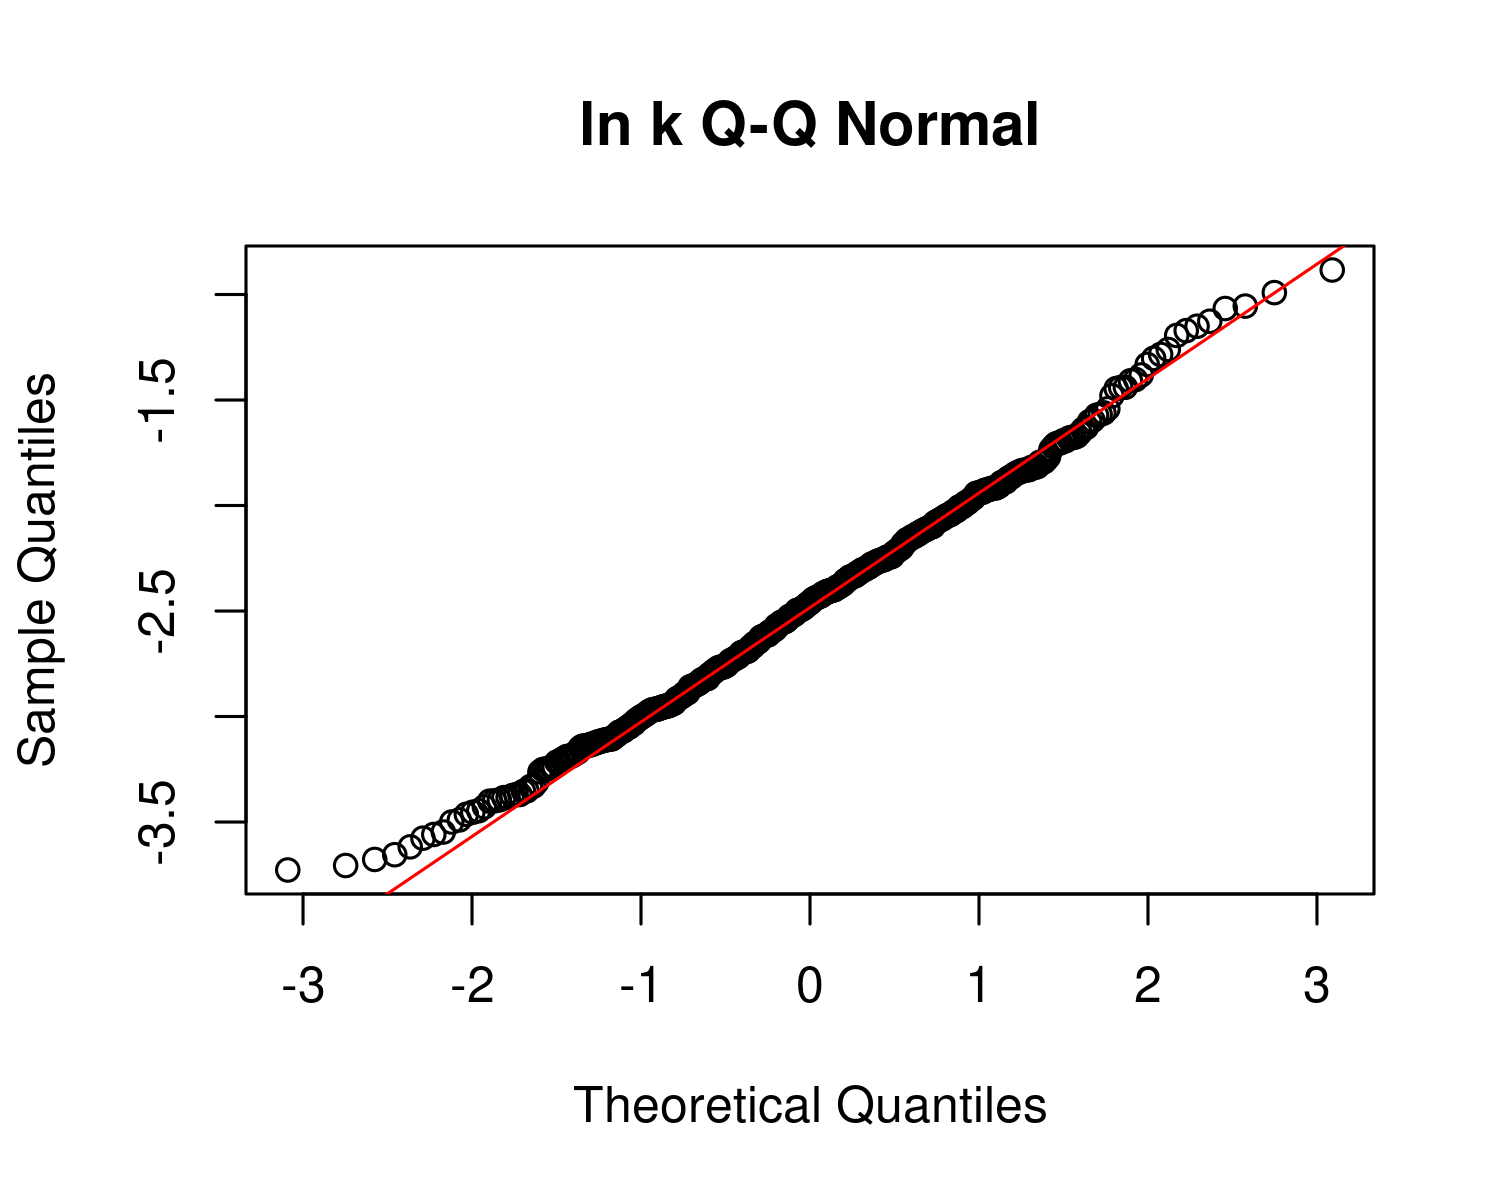 ln k Q-Q Normal
Sample Quantiles
-1.5
-2.5
-3.5
-3 -2 -1 0 1 2 3
Theoretical Quantiles